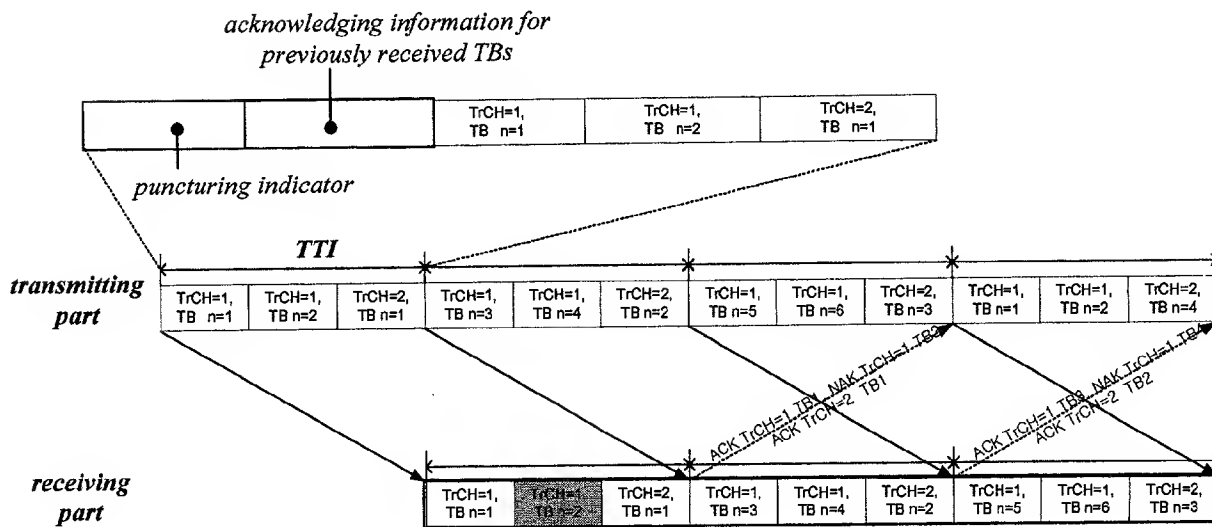 acknowledging information for
previously received TBs
TrCH=1,
TB n=1
TrCH=1,
TB n=2
TrCH=2,
TB n=1
puncturing indicator
TTI
transmitting
part
TrCH=1,
TB n=1
TrCH=1,
TB n=2
TrCH=2,
TB n=1
TrCH=1,
TB n=3
TrCH=1,
TB n=4
TrCH=2,
TB n=2
TrCH=1,
TB n=5
TrCH=1,
TB n=6
TrCH=2,
TB n=3
TrCH=1,
TB n=1
TrCH=1,
TB n=2
TrCH=2,
TB n=4
ACK TrCH=1 TB1 NAK TrCH=1 TB2
ACK TrCH=2 TB1
ACK TrCH=1 TB3 NAK TrCH=1 TB4
ACK TrCH=2 TB2
receiving
part
TrCH=1,
TB n=1
TrCH=1,
TB n=2
TrCH=2,
TB n=1
TrCH=1,
TB n=3
TrCH=1,
TB n=4
TrCH=2,
TB n=2
TrCH=1,
TB n=5
TrCH=1,
TB n=6
TrCH=2,
TB n=3